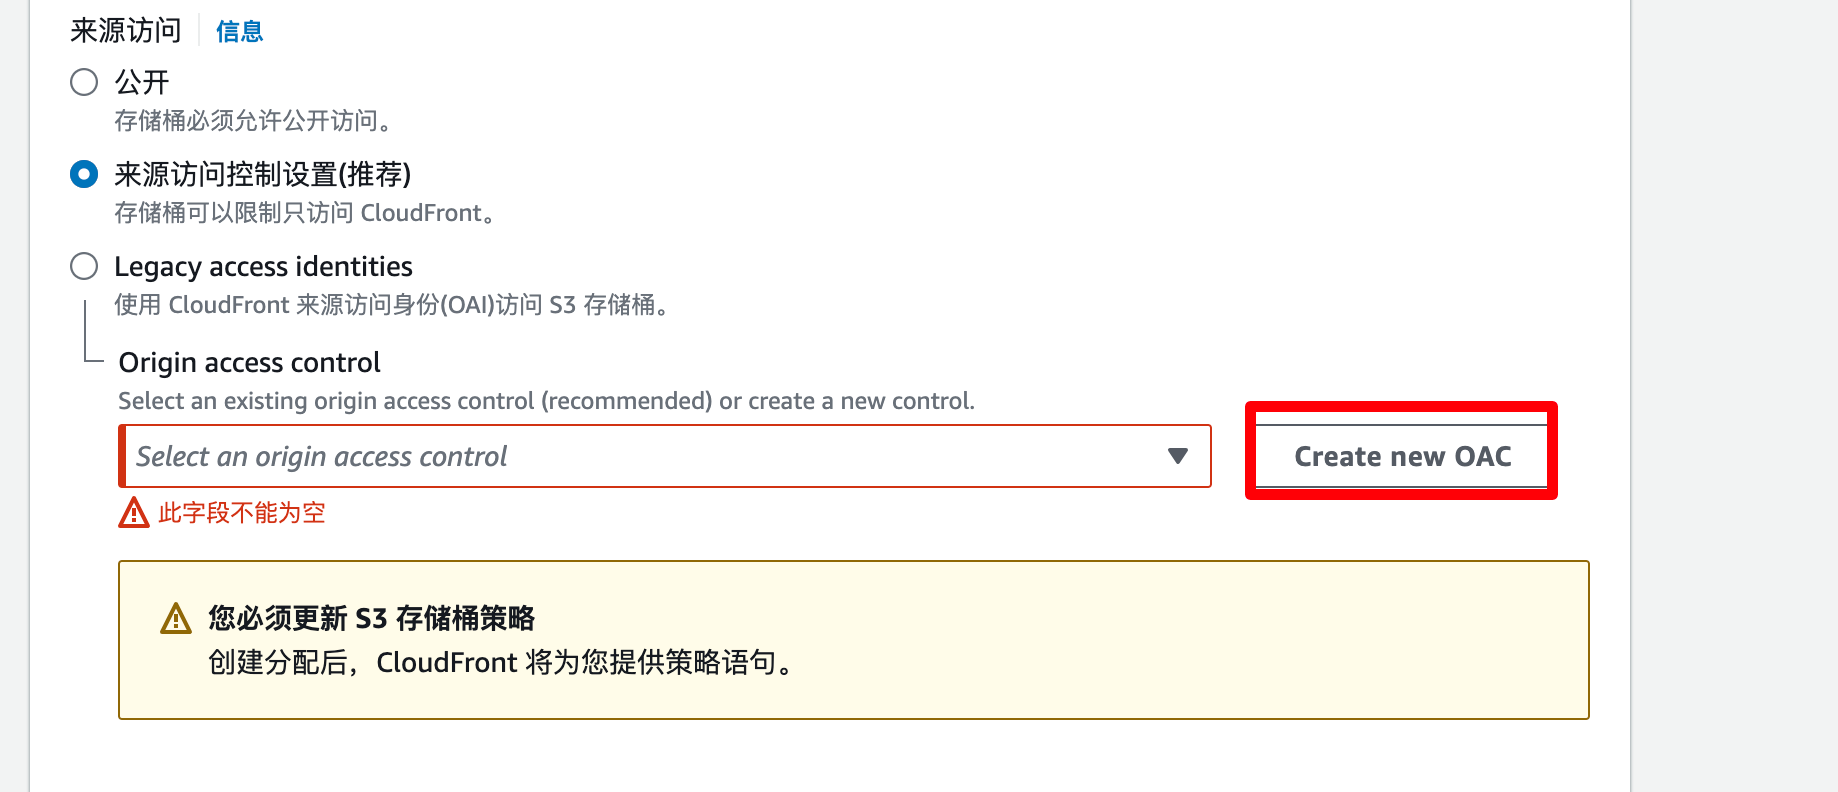 来源访问
信息
公开
存储桶必须允许公开访问。
来源访问控制设置(推荐)
存储桶可以限制只访问 CloudFront。
Legacy access identities
使用 CloudFront 来源访问身份(OAI)访问 S3 存储桶。
Origin access control
Select an existing origin access control (recommended) or create a new control.
Select an origin access control
Create new OAC
此字段不能为空
您必须更新 S3 存储桶策略
创建分配后，CloudFront 将为您提供策略语句。